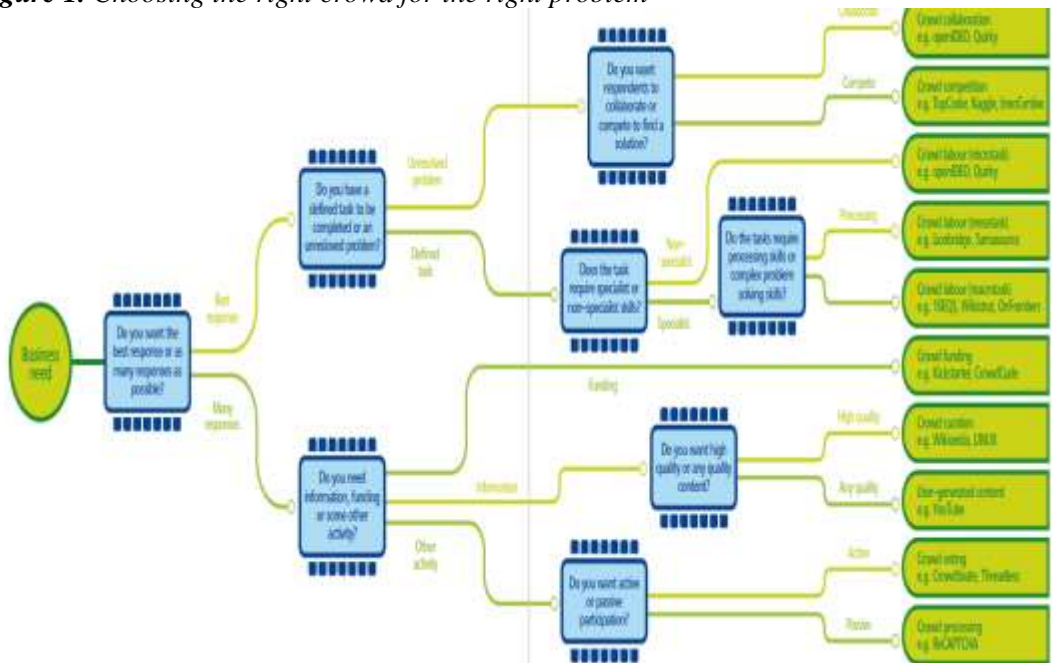 Figure 1. Choosing the right crowd for the right problem
Business
need
Do you want the
best response or as
many responses as
possible?
Best
response
Many
responses
Do you have a
defined task to be
completed or an
unresolved problem?
Unresolved
problem
Defined
task
Do you want
respondents to
collaborate or
compete to find a
solution?
Collaborate
Compete
Crowd collaboration
e.g. openIDEO, Quirky
Crowd competition
e.g. TopCoder, Kaggle,
Does the task
require specialist or
non-specialist skills?
Non-
specialist
Specialist
Crowd labour (microtask)
e.g. openIDEO, Quirky
Do the tasks require
processing skills or
complex problem
solving skills?
Processing
Crowd labour (mesotask)
e.g. Lionbridge, Samasource
Crowd labour (macrotask)
e.g. 10EQS, Wikistrat, OnFrontiers
Do you need
information, funding
or some other
activity?
Funding
Crowd funding
e.g. Kickstarter, CrowdCube
Information
Do you want high
quality or any quality
content?
High quality
Crowd curation
e.g. Wikipedia,
Any quality
User-generated content
e.g. YouTube
Other
activity
Do you want active
or passive
participation?
Active
Crowd voting
e.g. Threadless
Passive
Crowd processing
e.g. ReCAPTCHA